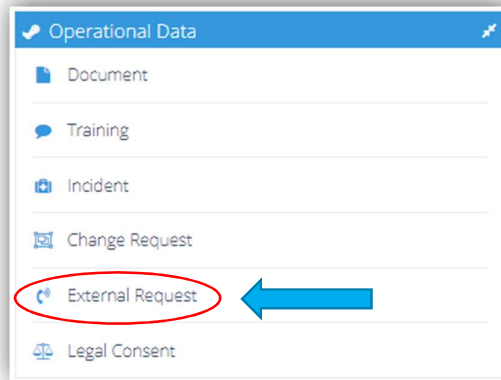 Operational Data
Document
Training
Incident
Change Request
External Request
Legal Consent